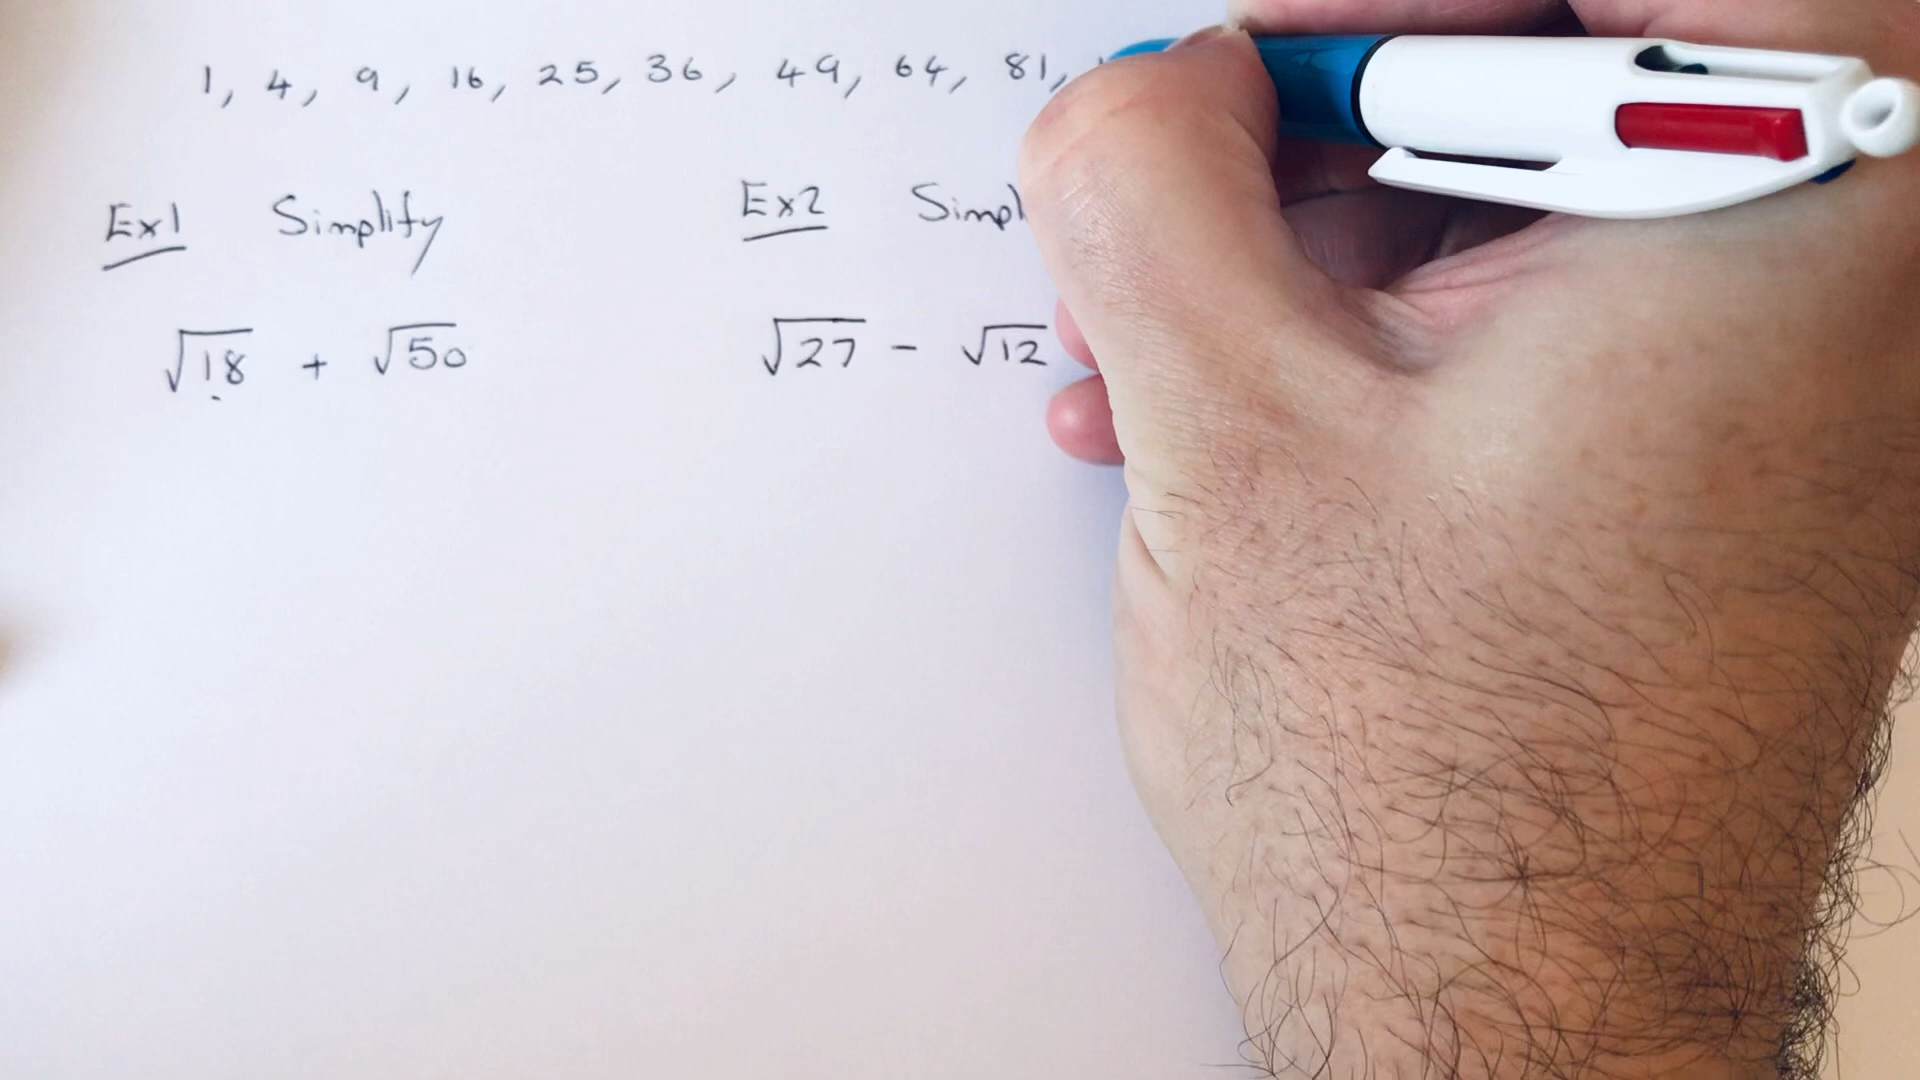 1, 4, 9, 16, 25, 36, 49, 64, 81,
Ex1 Simplify
Ex2 Simpl
√18 + √50
√27 - √12